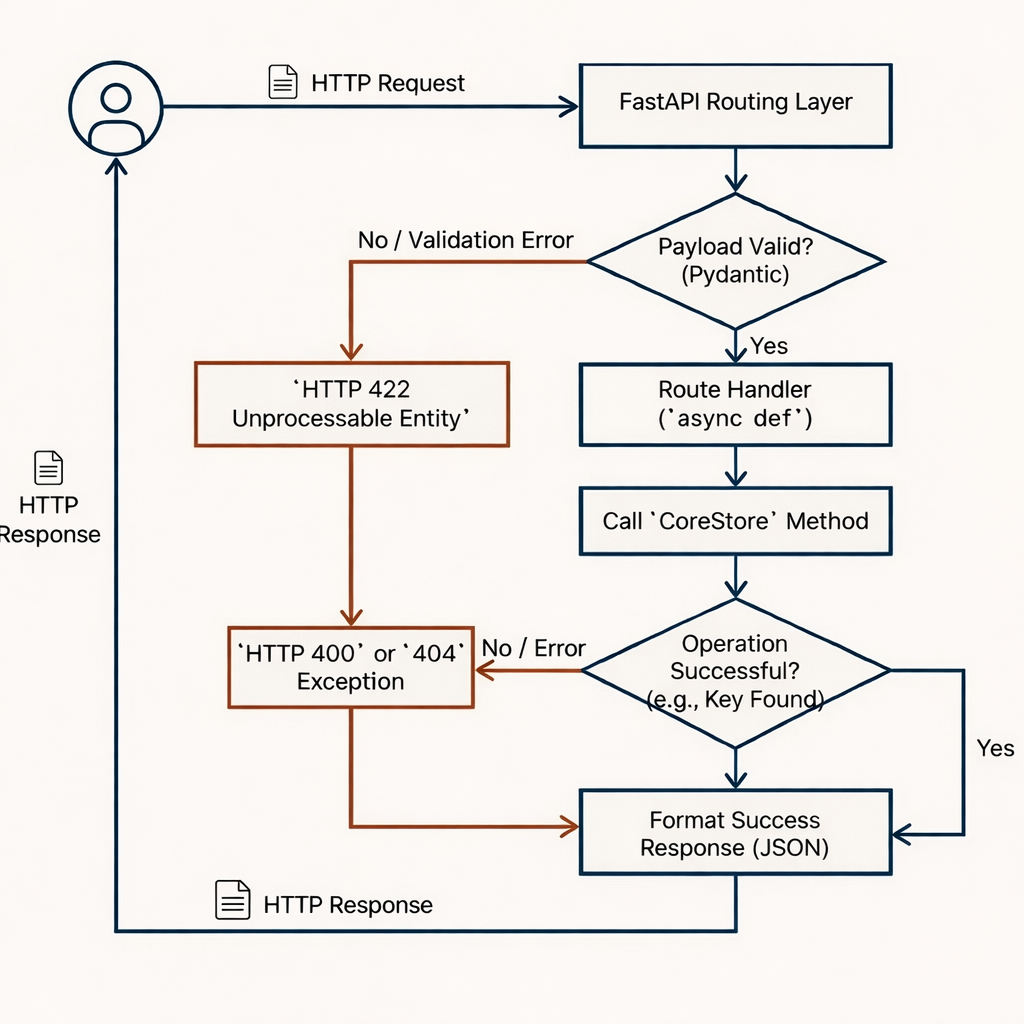 HTTP Request
FastAPI Routing Layer
No / Validation Error
Payload Valid?
(Pydantic)
Yes
`HTTP 422
Unprocessable Entity’
Route Handler
(`async def`)
HTTP
Response
Call `CoreStore’ Method
`HTTP 400’ or `404’
Exception
No / Error
Operation
Successful?
(e.g., Key Found)
Yes
Format Success
Response (JSON)
HTTP Response